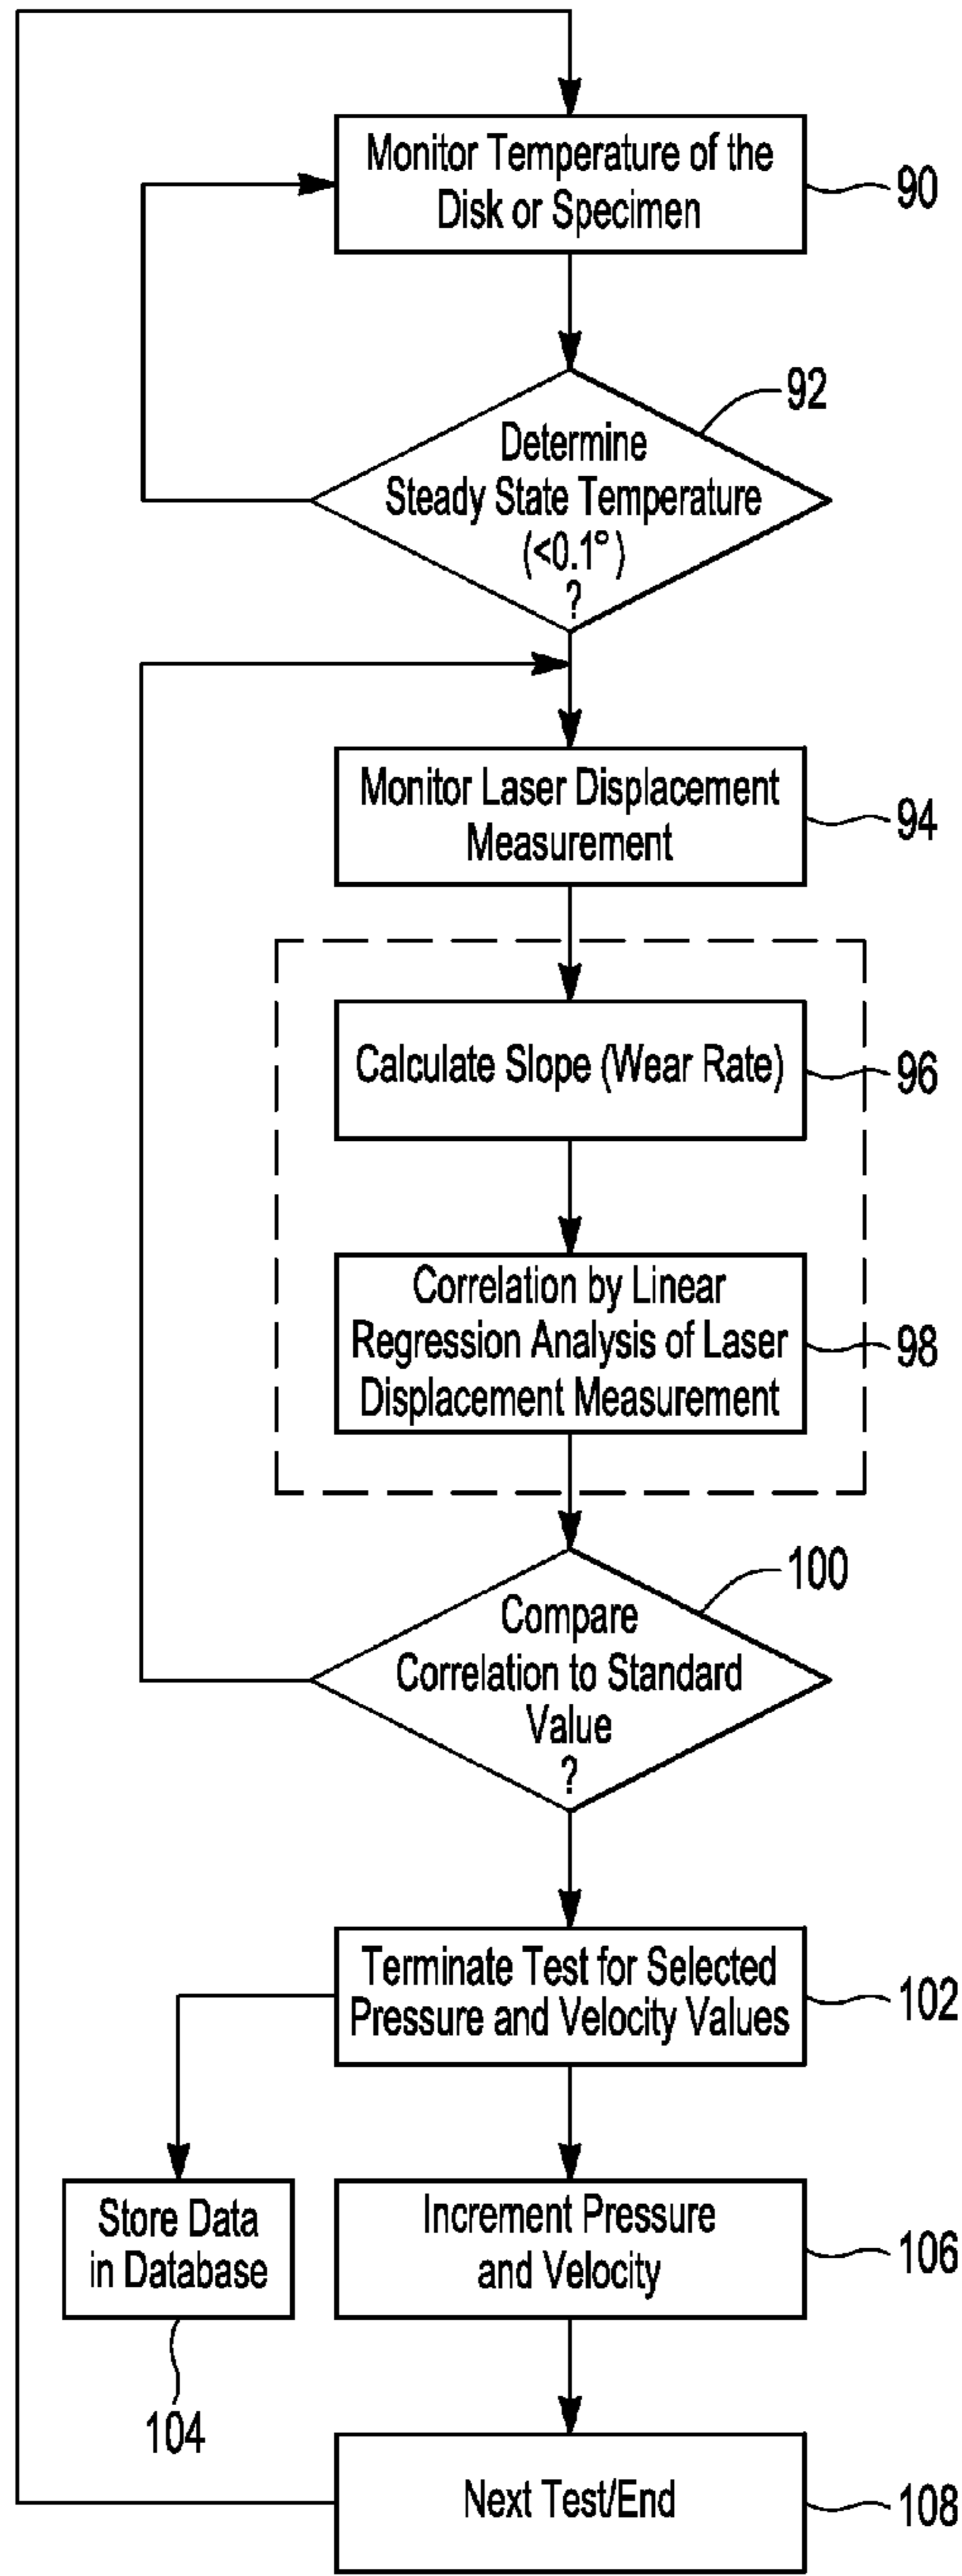 Monitor Temperature of the
Disk or Specimen
90
92
Determine
Steady State Temperature
(<0.1°)
?
Monitor Laser Displacement
Measurement
94
Calculate Slope (Wear Rate)
96
Correlation by Linear
Regression Analysis of Laser
Displacement Measurement
98
100
Compare
Correlation to Standard
Value
?
Terminate Test for Selected
Pressure and Velocity Values
102
Store Data
in Database
104
Increment Pressure
and Velocity
106
Next Test/End
108